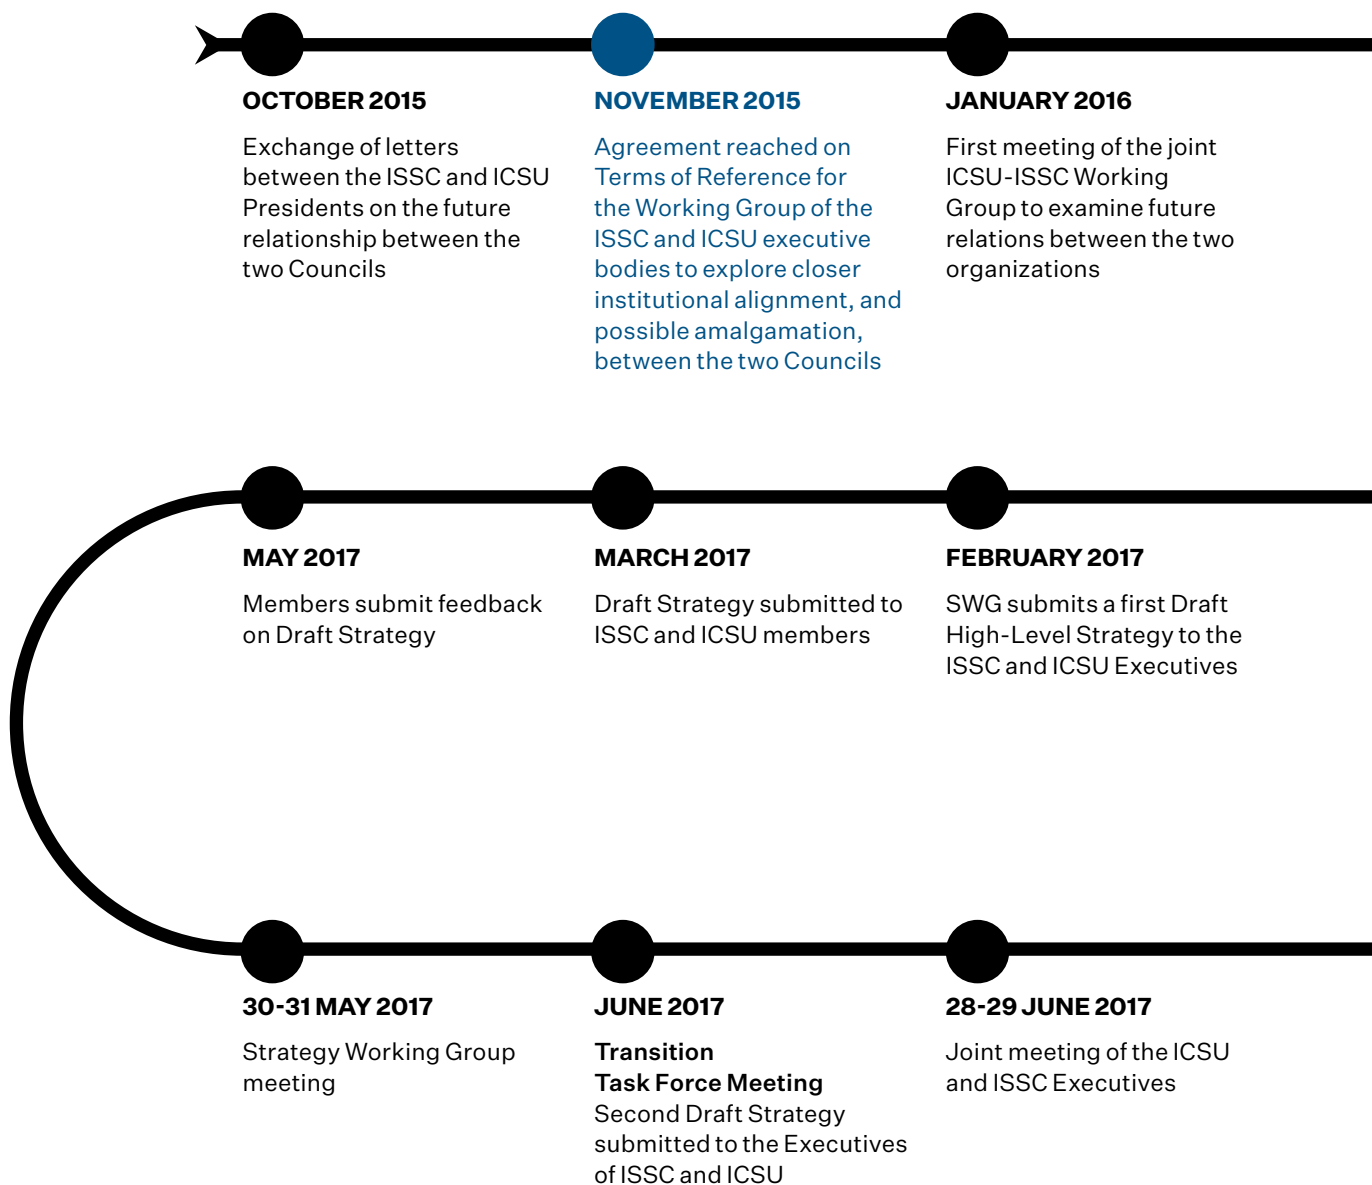 OCTOBER 2015
Exchange of letters
between the ISSC and ICSU
Presidents on the future
relationship between the
two Councils
NOVEMBER 2015
Agreement reached on
Terms of Reference for
the Working Group of the
ISSC and ICSU executive
bodies to explore closer
institutional alignment, and
possible amalgamation,
between the two Councils
JANUARY 2016
First meeting of the joint
ICSU-ISSC Working
Group to examine future
relations between the two
organizations
MAY 2017
Members submit feedback
on Draft Strategy
MARCH 2017
Draft Strategy submitted to
ISSC and ICSU members
FEBRUARY 2017
SWG submits a first Draft
High-Level Strategy to the
ISSC and ICSU Executives
30-31 MAY 2017
Strategy Working Group
meeting
JUNE 2017
Transition
Task Force Meeting
Second Draft Strategy
submitted to the Executives
of ISSC and ICSU
28-29 JUNE 2017
Joint meeting of the ICSU
and ISSC Executives